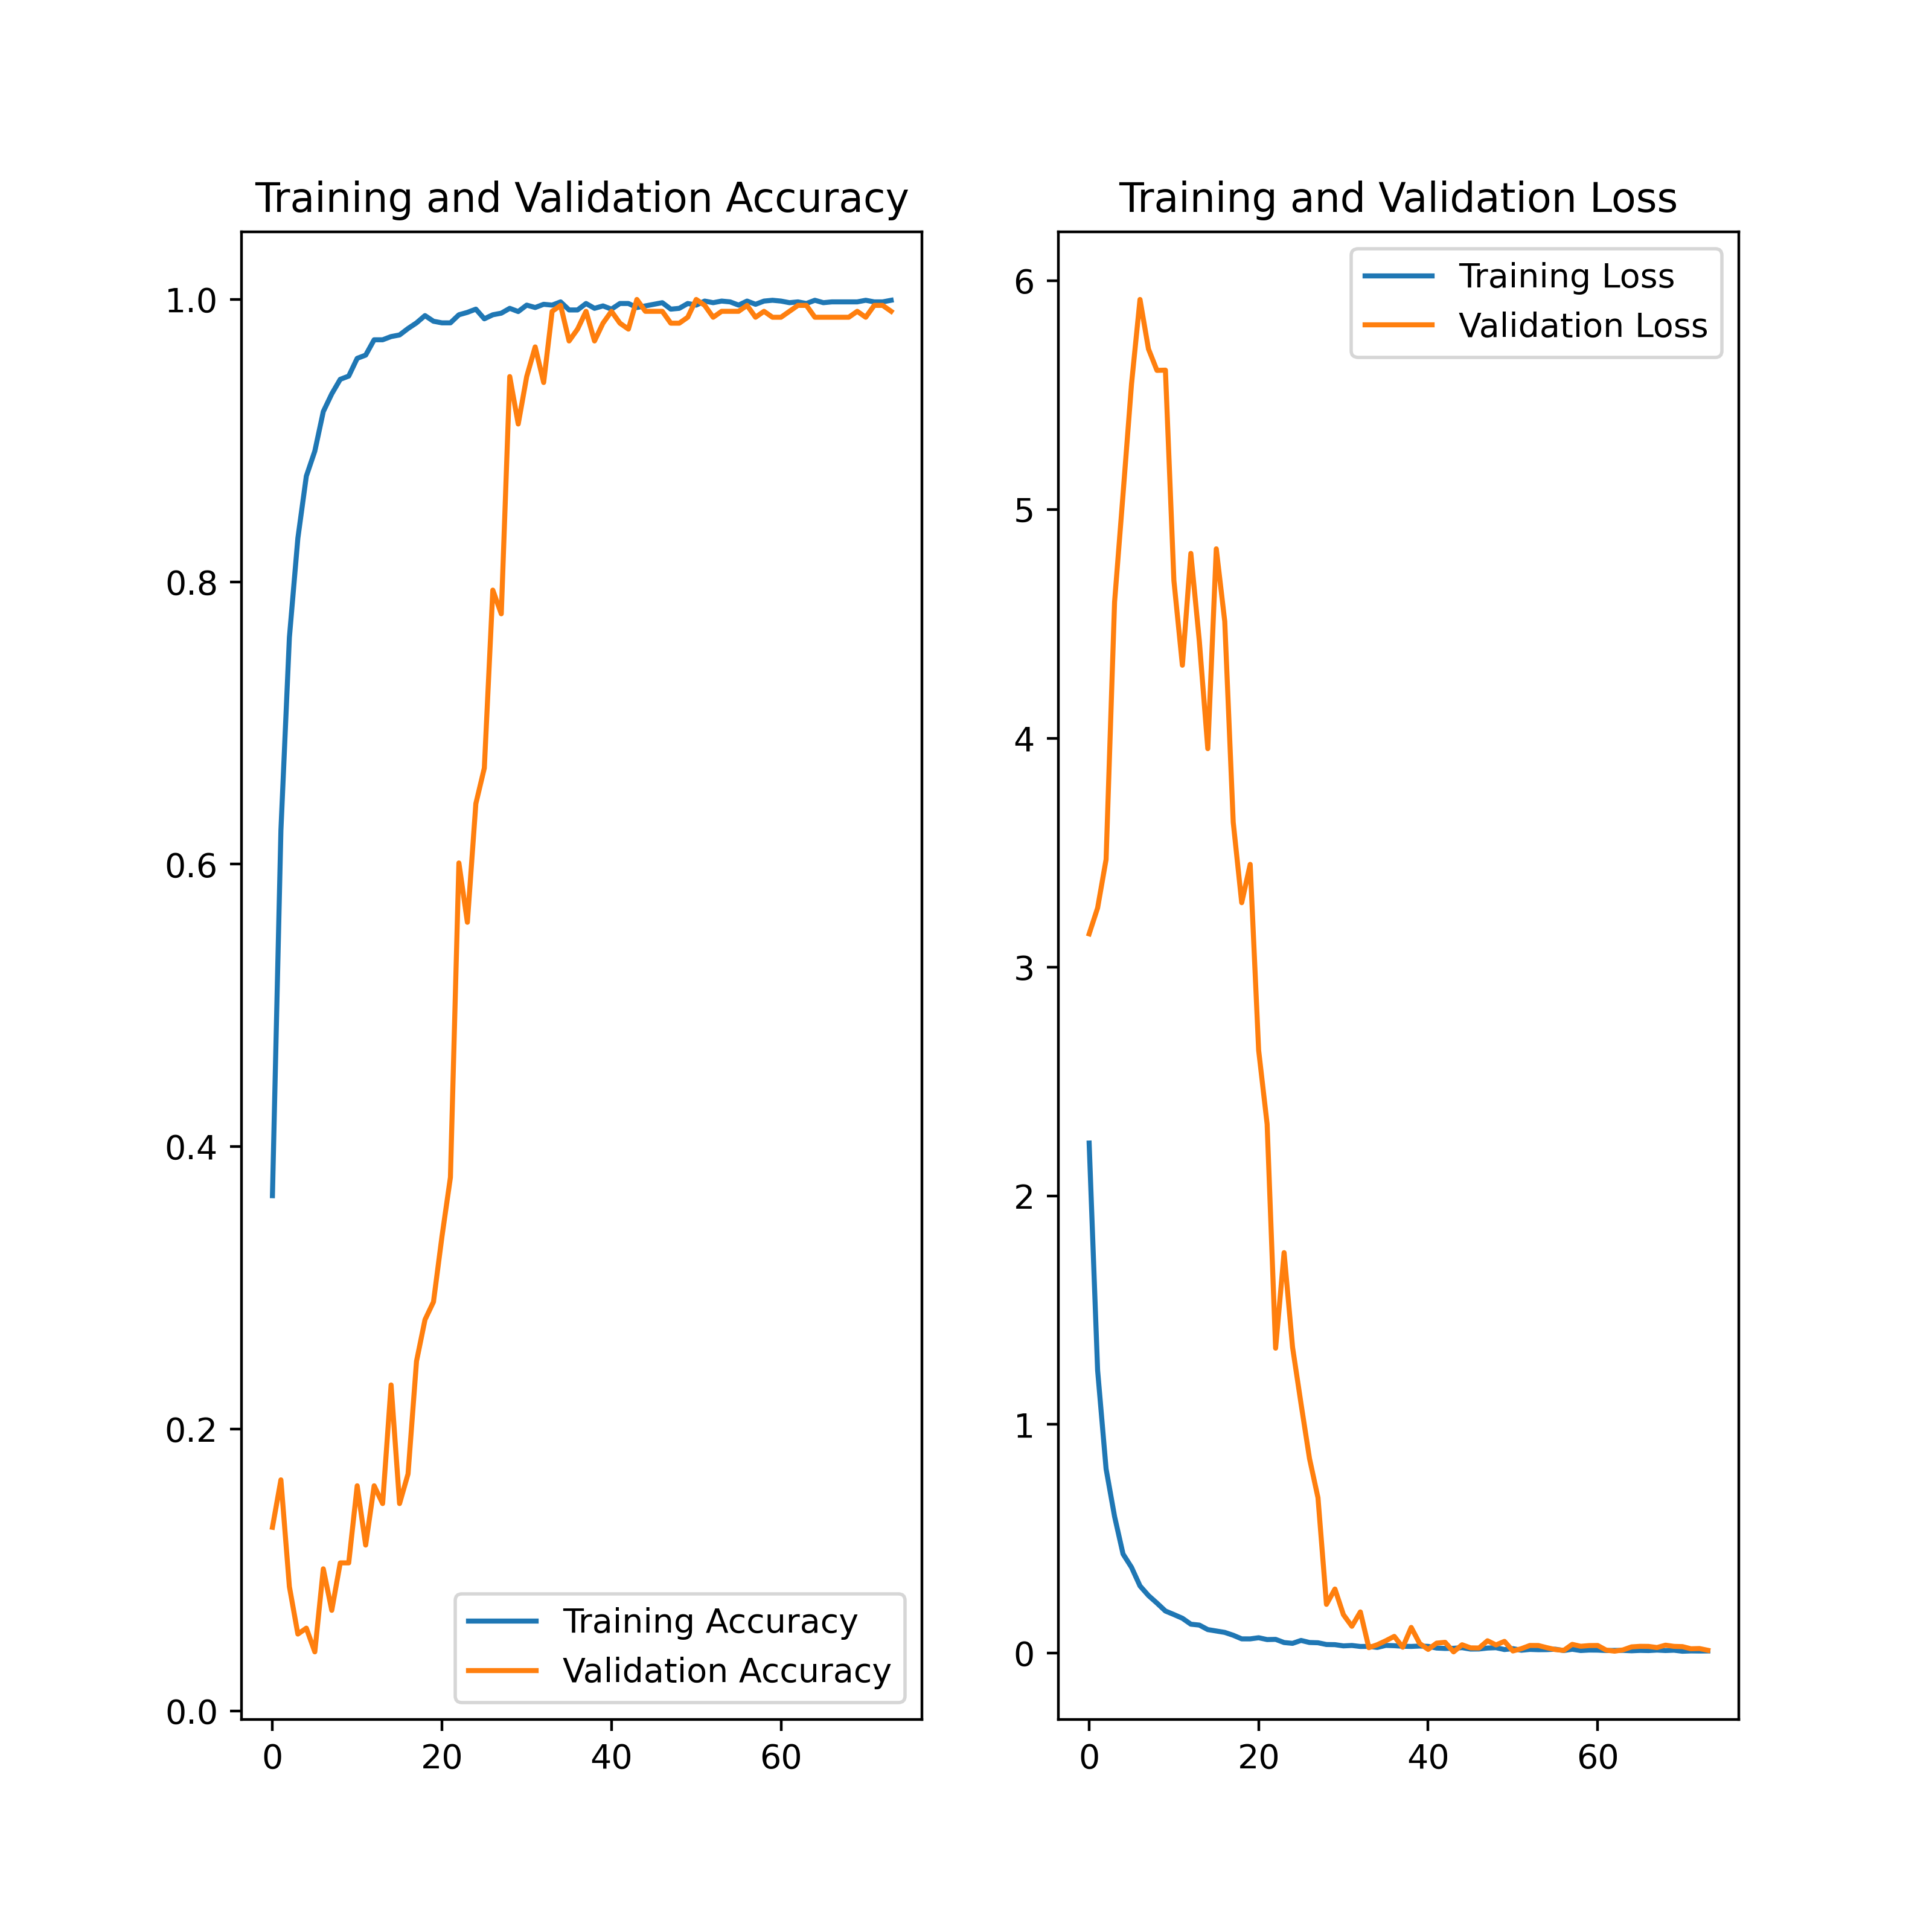 Training and Validation Accuracy
1.0
0.8
0.6
0.4
0.2
0.0
Training Accuracy
Validation Accuracy
0 20 40 60
Training and Validation Loss
6
5
4
3
2
1
0
Training Loss
Validation Loss
0 20 40 60